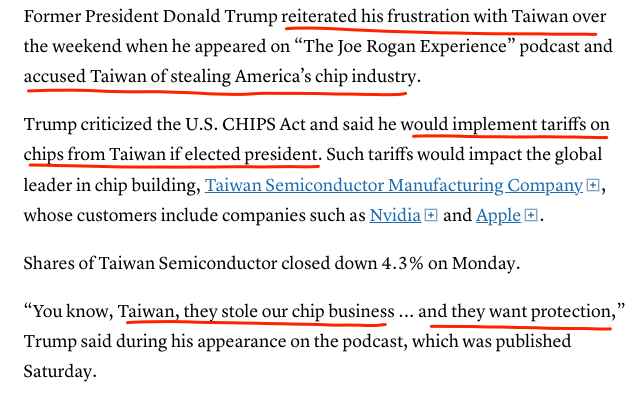 Former President Donald Trump reiterated his frustration with Taiwan over
the weekend when he appeared on “The Joe Rogan Experience” podcast and
accused Taiwan of stealing America’s chip industry.
Trump criticized the U.S. CHIPS Act and said he would implement tariffs on
chips from Taiwan if elected president. Such tariffs would impact the global
leader in chip building, Taiwan Semiconductor Manufacturing Company +,
whose customers include companies such as Nvidia + and Apple +.
Shares of Taiwan Semiconductor closed down 4.3% on Monday.
“You know, Taiwan, they stole our chip business ... and they want protection,”
Trump said during his appearance on the podcast, which was published
Saturday.